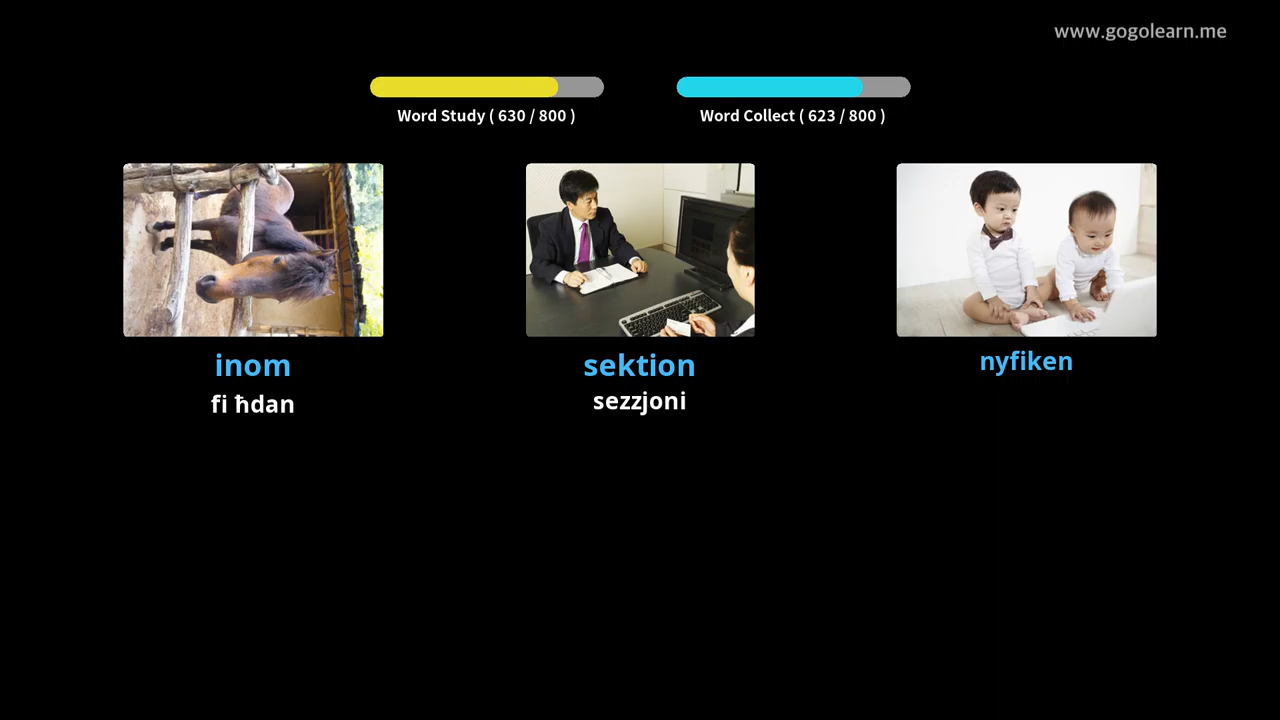 www.gogolearn.me
Word Study ( 630 / 800 )
Word Collect ( 623 / 800 )
inom
sektion
nyfiken
fi ħdan
sezzjoni